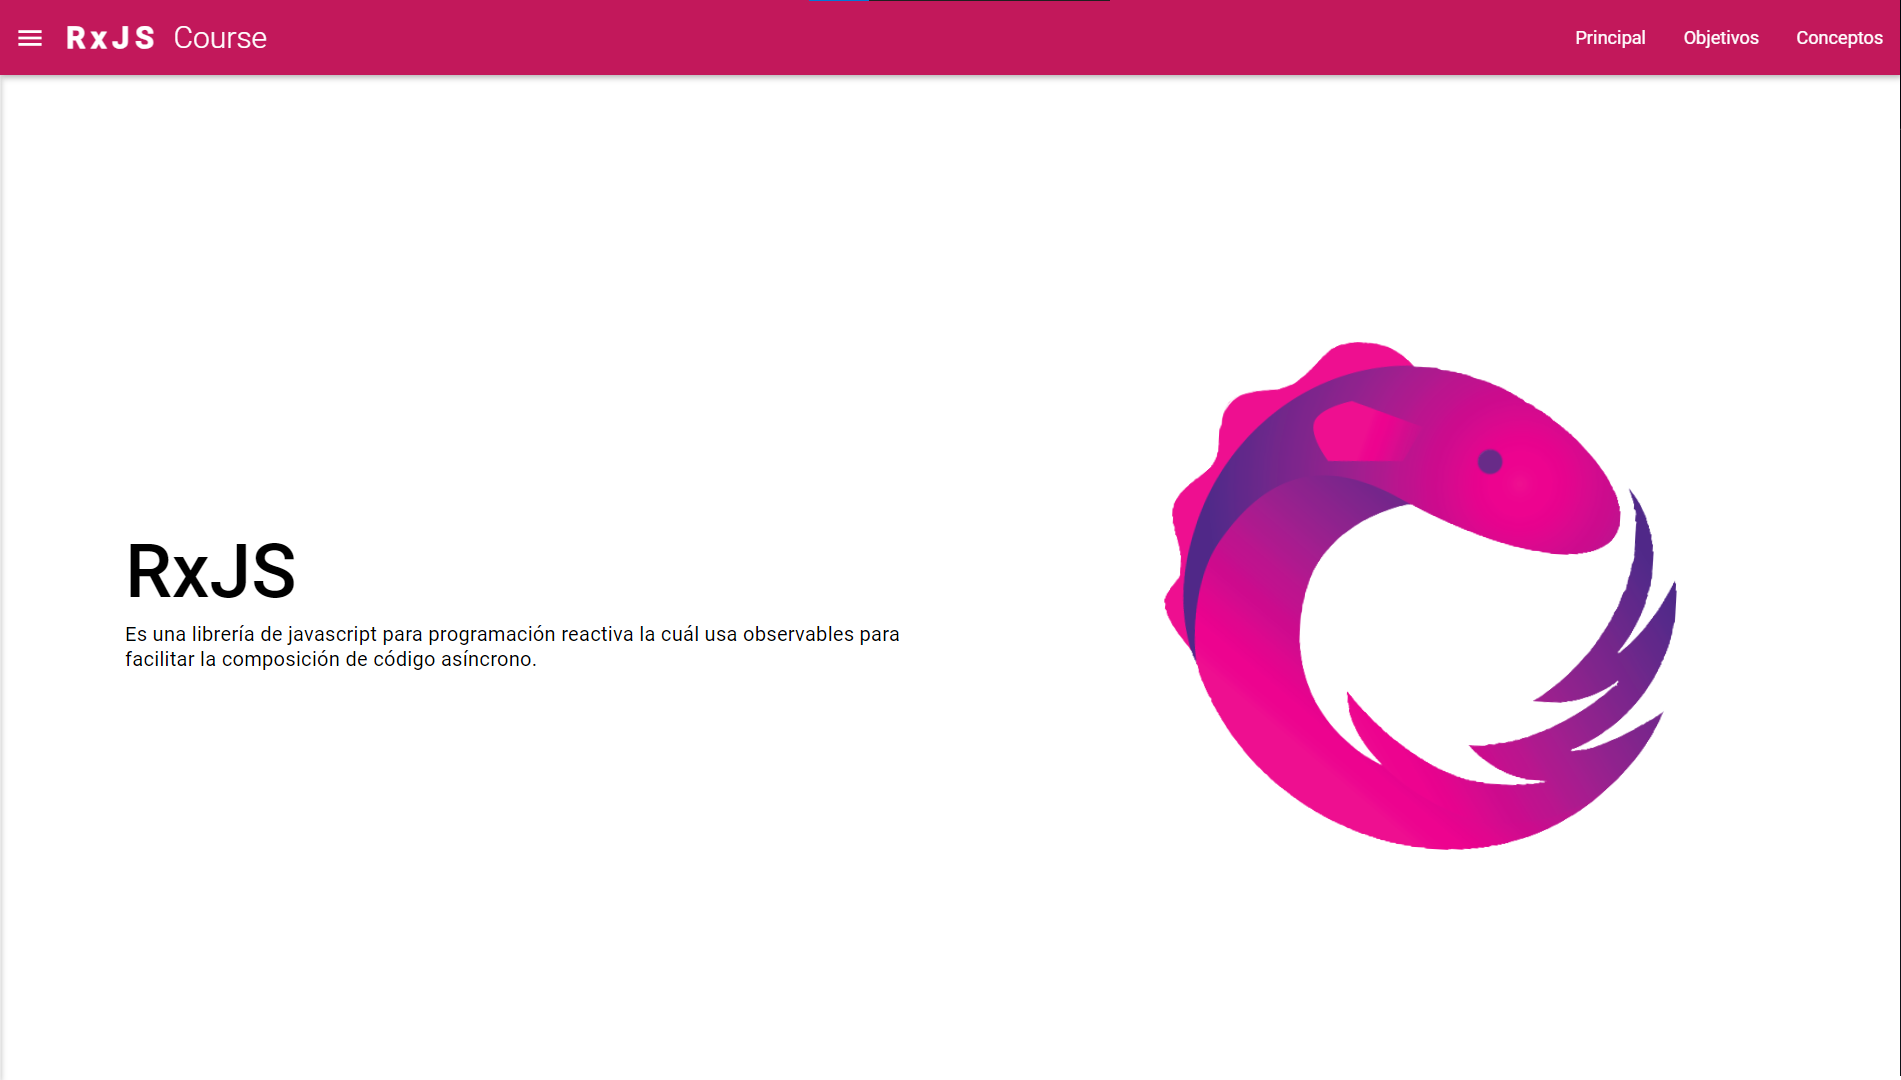 RxJS Course
Principal
Objetivos
Conceptos
RxJS
Es una librería de javascript para programación reactiva la cuál usa observables para
facilitar la composición de código asíncrono.